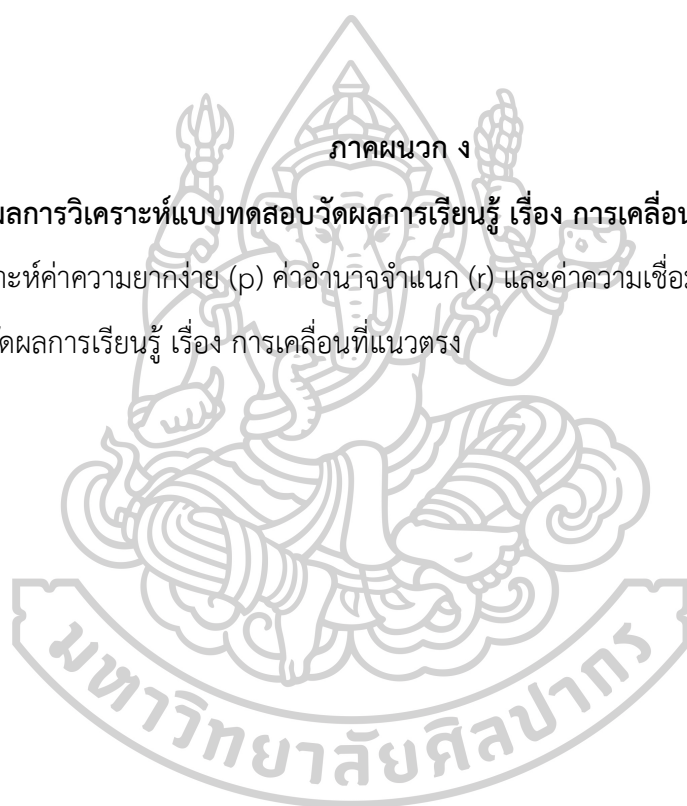 ภาคผนวก ง
ผลการวิเคราะห์แบบทดสอบวัดผลการเรียนรู้ เรื่อง การเคลื่อน
ค่าความยากง่าย (p) ค่าอำนาจจำแนก (r) และค่าความเชื่อ
วัดผลการเรียนรู้ เรื่อง การเคลื่อนที่แนวตรง
มหาวิทยาลัยศิลปากร